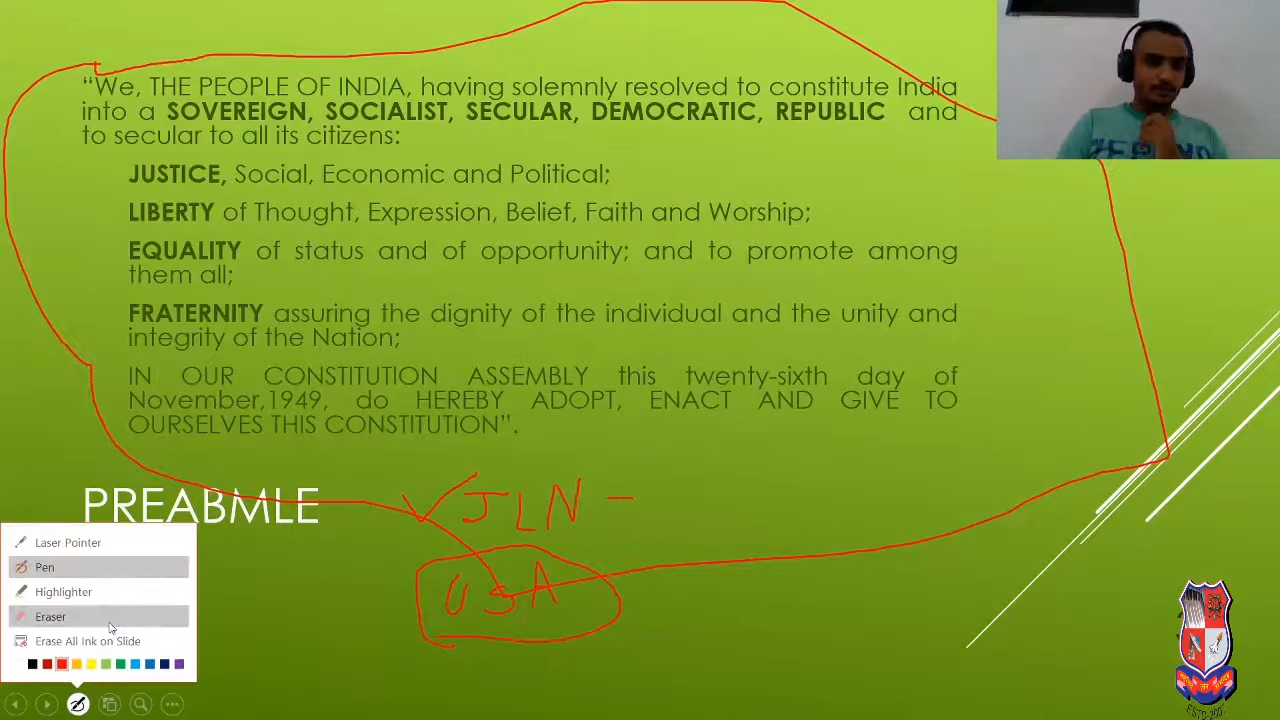 “We, THE PEOPLE OF INDIA, having solemnly resolved to constitute India
into a SOVEREIGN, SOCIALIST, SECULAR, DEMOCRATIC, REPUBLIC and
to secular to all its citizens:
JUSTICE, Social, Economic and Political;
LIBERTY of Thought, Expression, Belief, Faith and Worship;
EQUALITY of status and of opportunity; and to promote among
them all;
FRATERNITY assuring the dignity of the individual and the unity and
integrity of the Nation;
IN OUR CONSTITUTION ASSEMBLY this twenty-sixth day of
November,1949, do HEREBY ADOPT, ENACT AND GIVE TO
OURSELVES THIS CONSTITUTION”.
PREABMLE
JLN –
USA
Laser Pointer
Pen
Highlighter
Eraser
Erase All Ink on Slide